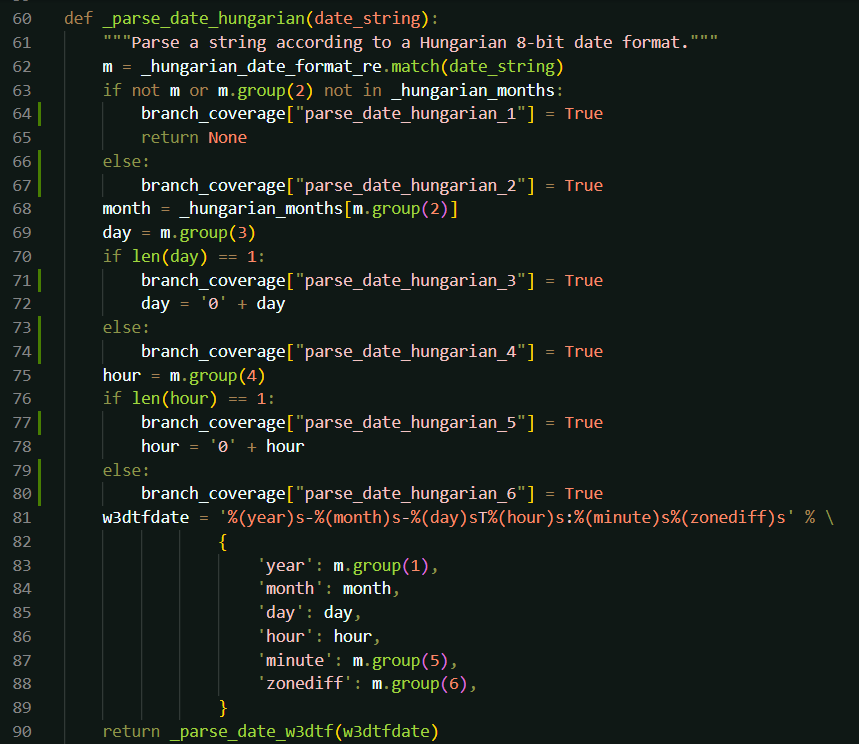 60 def _parse_date_hungarian(date_string):
61     """Parse a string according to a Hungarian 8-bit date format."""
62     m = _hungarian_date_format_re.match(date_string)
63     if not m or m.group(2) not in _hungarian_months:
64         branch_coverage["parse_date_hungarian_1"] = True
65         return None
66     else:
67         branch_coverage["parse_date_hungarian_2"] = True
68     month = _hungarian_months[m.group(2)]
69     day = m.group(3)
70     if len(day) == 1:
71         branch_coverage["parse_date_hungarian_3"] = True
72         day = '0' + day
73     else:
74         branch_coverage["parse_date_hungarian_4"] = True
75     hour = m.group(4)
76     if len(hour) == 1:
77         branch_coverage["parse_date_hungarian_5"] = True
78         hour = '0' + hour
79     else:
80         branch_coverage["parse_date_hungarian_6"] = True
81     w3dtfdate = '%(year)s-%(month)s-%(day)sT%(hour)s:%(minute)s%(zonediff)s' % \
82                 {
83                     'year': m.group(1),
84                     'month': month,
85                     'day': day,
86                     'hour': hour,
87                     'minute': m.group(5),
88                     'zonediff': m.group(6),
89                 }
90     return _parse_date_w3dtf(w3dtfdate)